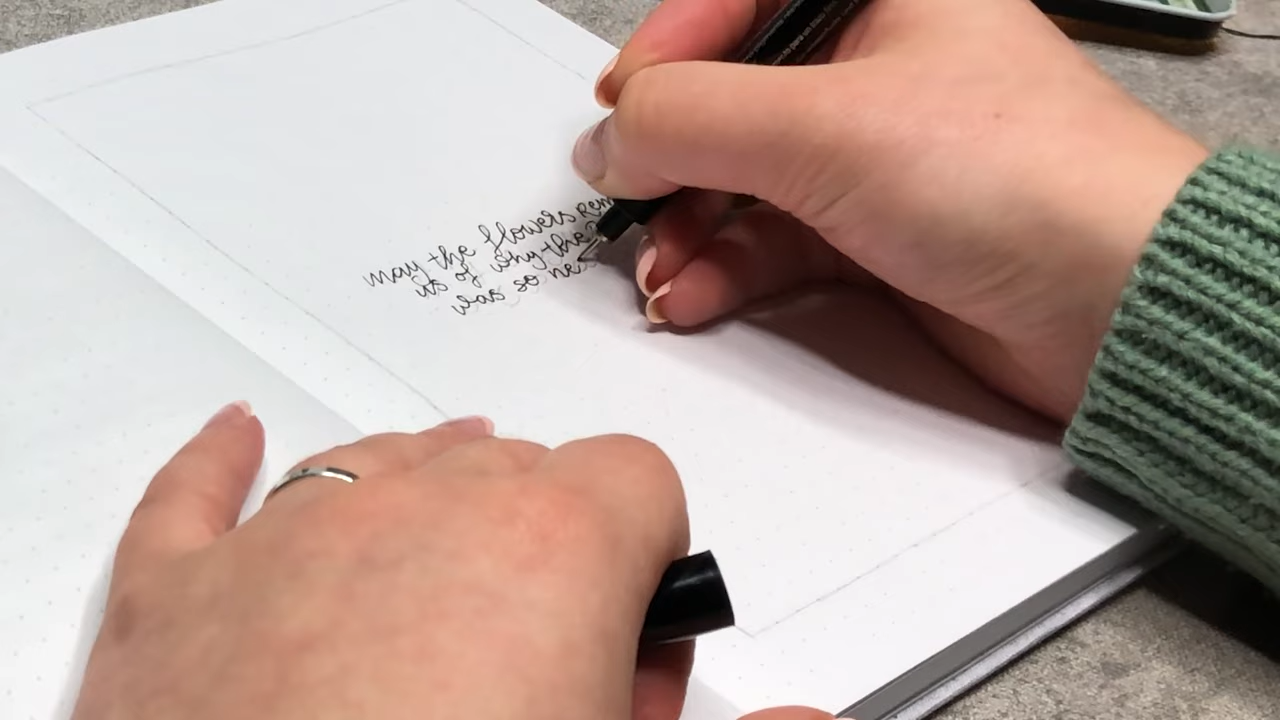 may the flowers rem
us of why the
was so ne